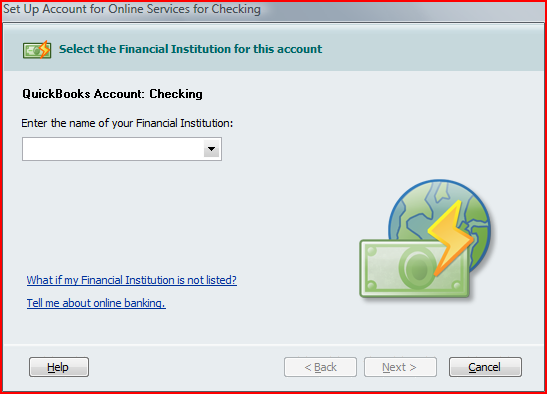 Set Up Account for Online Services for Checking
Select the Financial Institution for this account
QuickBooks Account: Checking
Enter the name of your Financial Institution:
What if my Financial Institution is not listed?
Tell me about online banking.
Help
< Back
Next >
Cancel